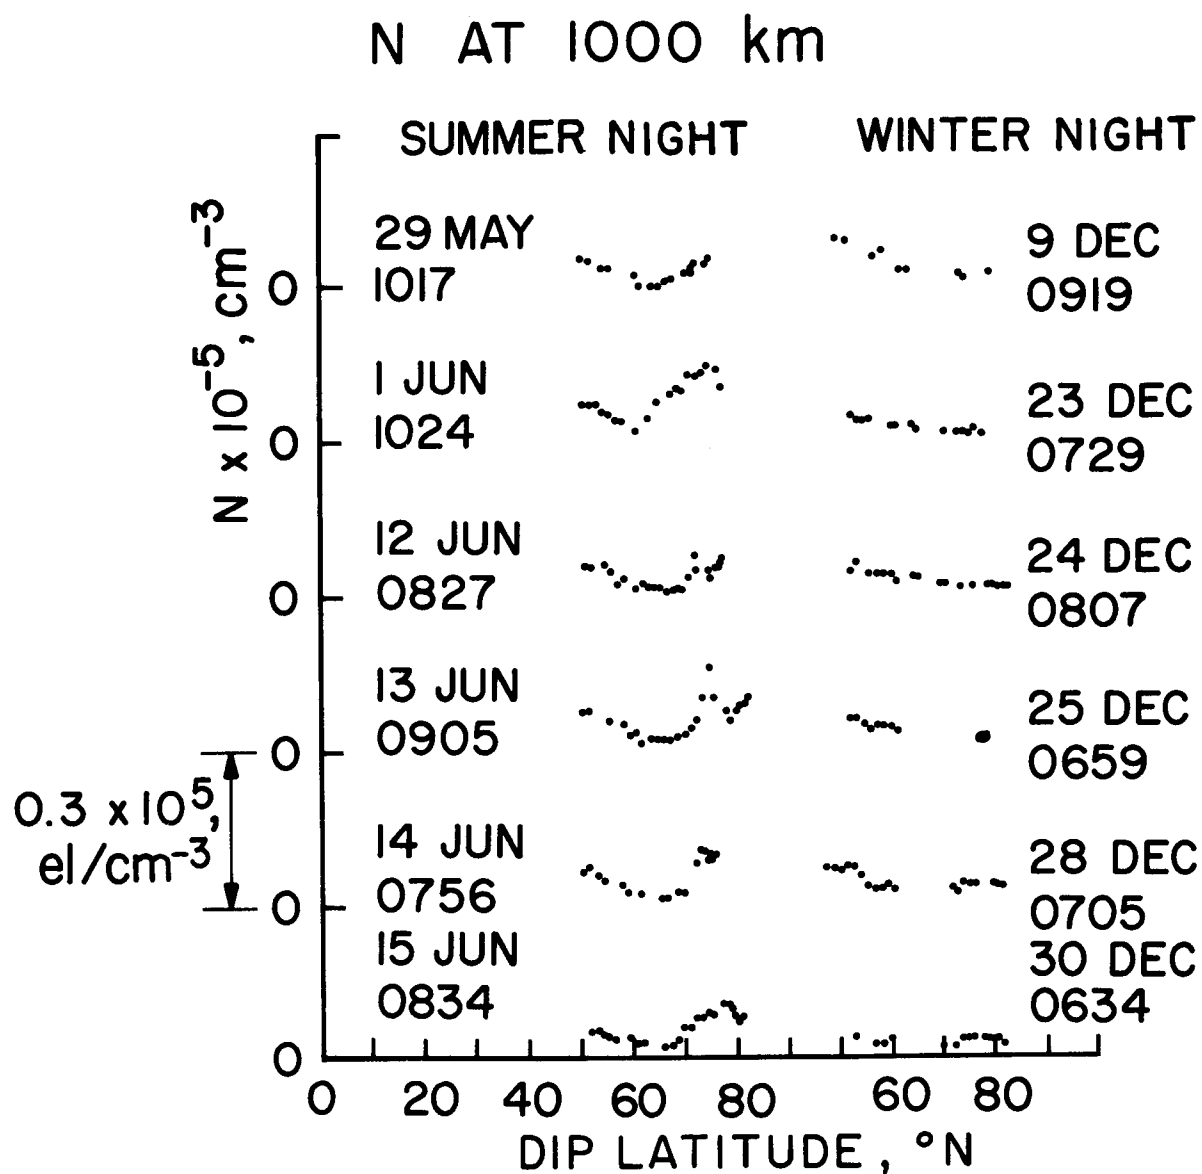 N AT 1000 km
SUMMER NIGHT
WINTER NIGHT
N x 10⁻⁵, cm⁻³
29 MAY
1017
0
9 DEC
0919
1 JUN
1024
0
23 DEC
0729
12 JUN
0827
0
24 DEC
0807
13 JUN
0905
0
25 DEC
0659
0.3 x 10⁵,
el/cm⁻³
14 JUN
0756
0
28 DEC
0705
15 JUN
0834
0
30 DEC
0634
0 20 40 60 80 60 80
DIP LATITUDE, °N